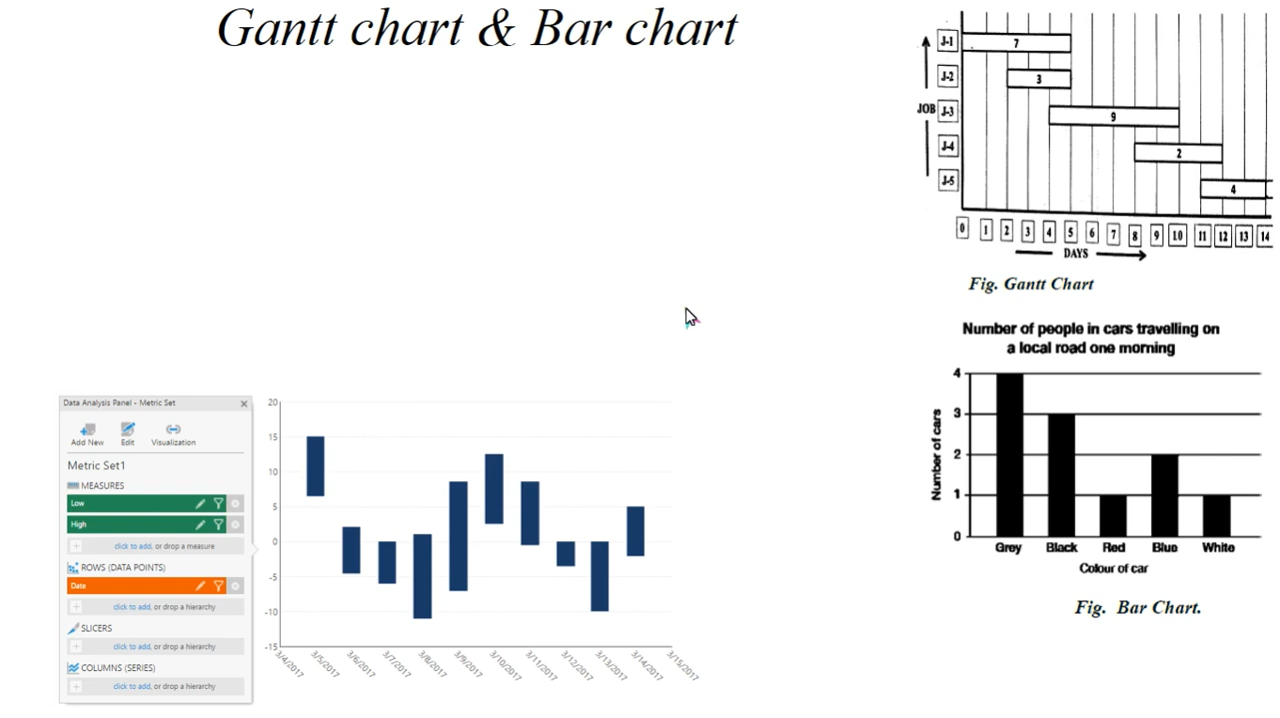 Gantt chart & Bar chart
J-1
7
J-2
3
JOB
J-3
9
J-4
2
J-5
4
0 1 2 3 4 5 6 7 8 9 10 11 12 13 14
DAYS
Fig. Gantt Chart
Number of people in cars travelling on
a local road one morning
Number of cars
4
3
2
1
0
Grey Black Red Blue White
Colour of car
Fig. Bar Chart.
Data Analysis Panel - Metric Set
Add New Edit Visualization
Metric Set1
MEASURES
Low
High
click to add, or drop a measure
ROWS (DATA POINTS)
Date
click to add, or drop a hierarchy
SLICERS
click to add, or drop a hierarchy
COLUMNS (SERIES)
click to add, or drop a hierarchy
20
15
10
5
0
-5
-10
-15
3/4/2017 3/5/2017 3/6/2017 3/7/2017 3/8/2017 3/9/2017 3/10/2017 3/11/2017 3/12/2017 3/13/2017 3/14/2017 3/15/2017